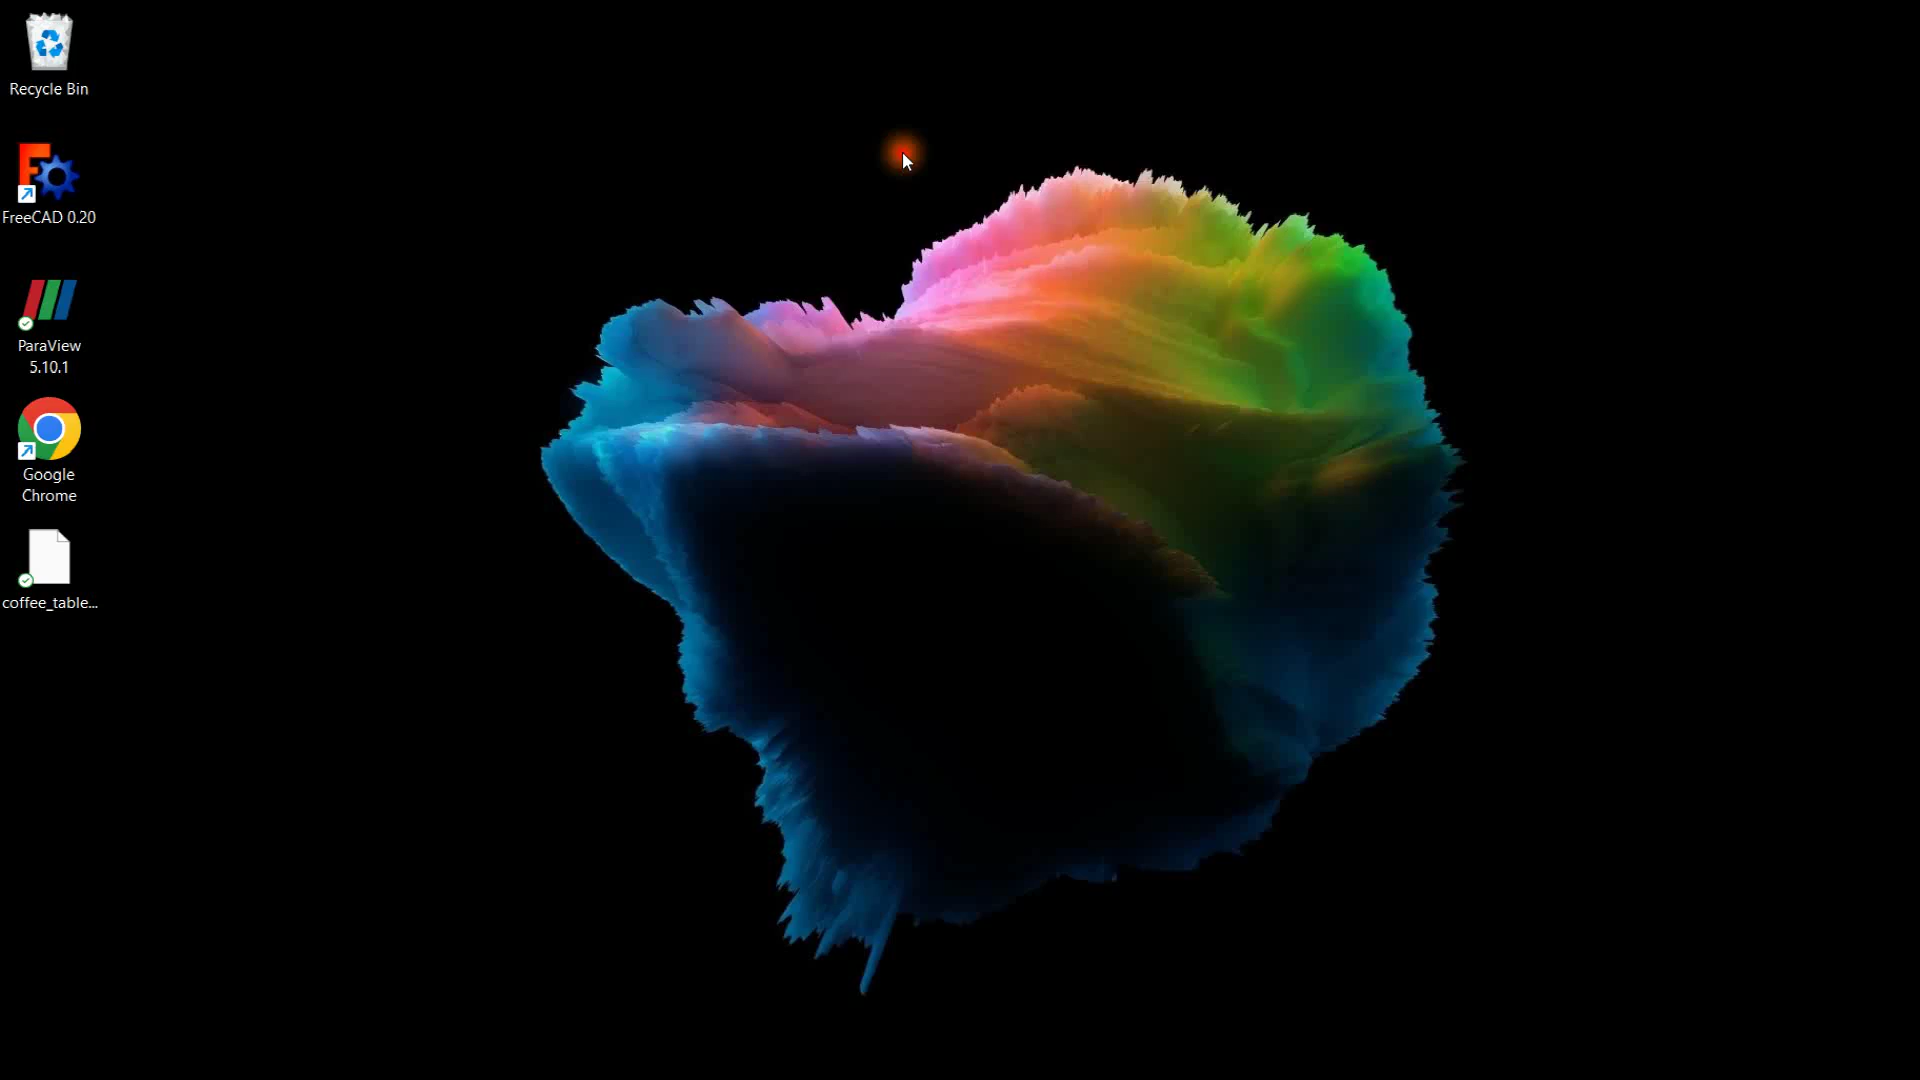 Recycle Bin
FreeCAD 0.20
ParaView
5.10.1
Google
Chrome
coffee_table...